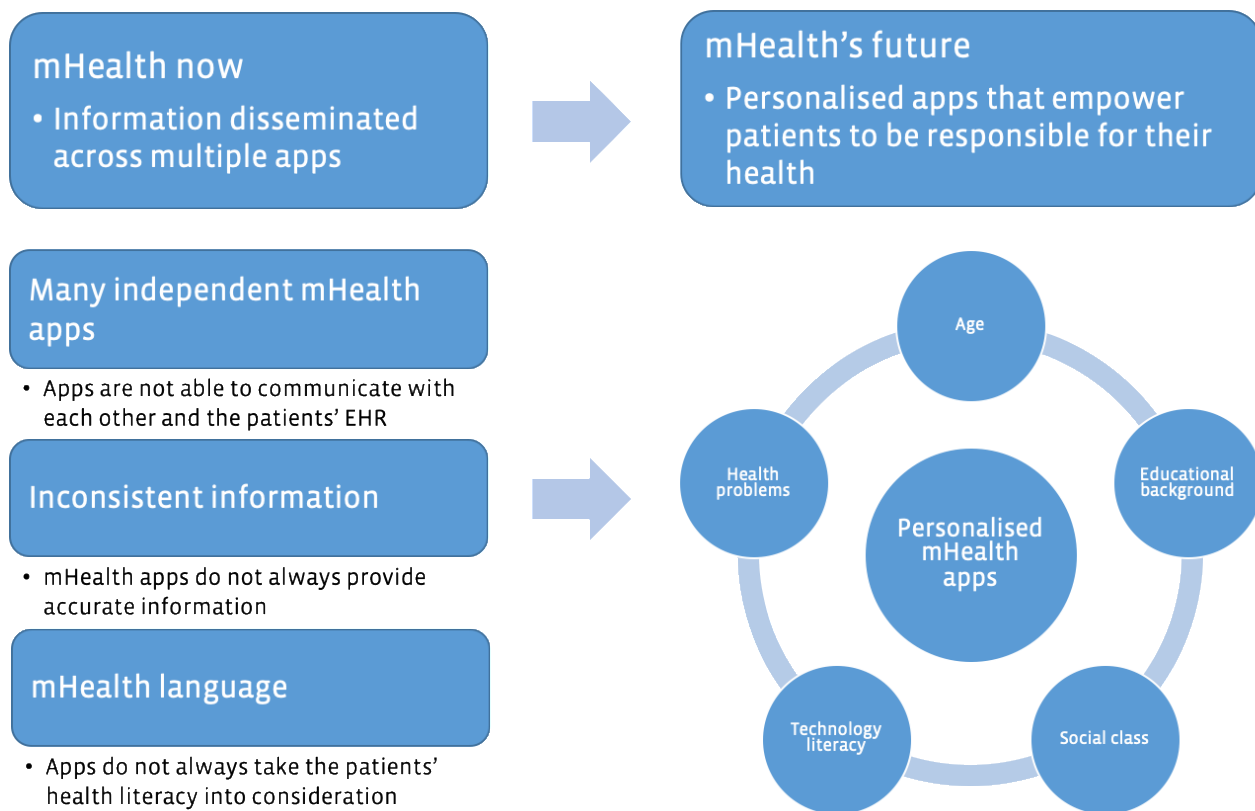 mHealth now
• Information disseminated
across multiple apps
mHealth's future
• Personalised apps that empower
patients to be responsible for their
health
Many independent mHealth
apps
• Apps are not able to communicate with
each other and the patients' EHR
Inconsistent information
• mHealth apps do not always provide
accurate information
mHealth language
• Apps do not always take the patients'
health literacy into consideration
Age
Health
problems
Educational
background
Personalised
mHealth
apps
Technology
literacy
Social class